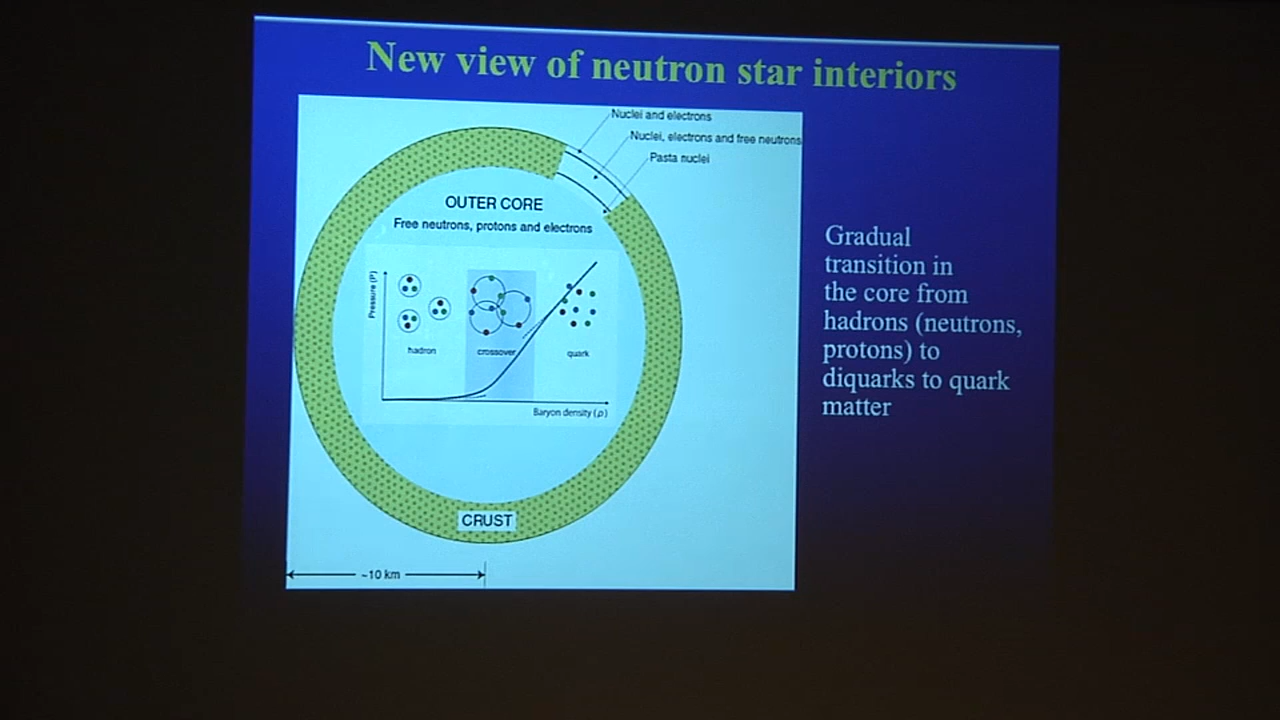 New view of neutron star interiors
Nuclei and electrons
Nuclei, electrons and free neutrons
Pasta nuclei
OUTER CORE
Free neutrons, protons and electrons
Pressure (P)
hadron
crossover
quark
Baryon density (ρ)
CRUST
~10 km
Gradual
transition in
the core from
hadrons (neutrons,
protons) to
diquarks to quark
matter